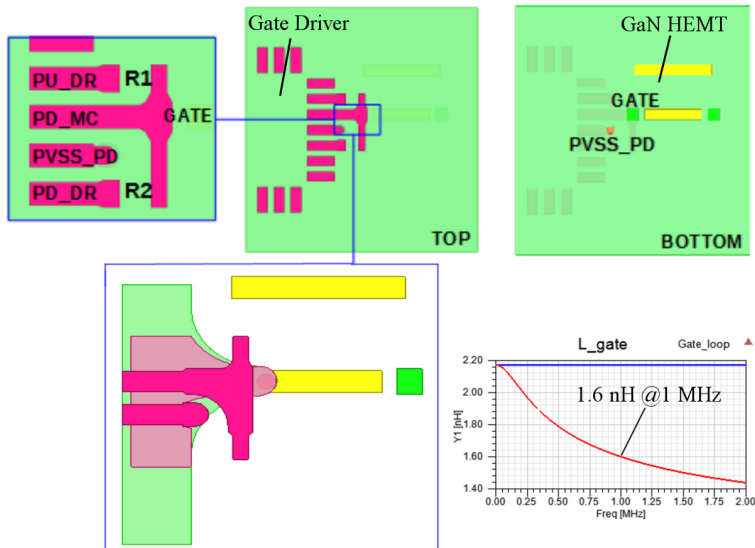 Gate Driver
GaN HEMT
PU_DR
R1
PD_MC
GATE
PVSS_PD
PD_DR
R2
TOP
GATE
PVSS_PD
BOTTOM
L_gate
Gate_loop
2.20
2.00
1.80
1.60
1.40
Y1 [nH]
1.6 nH @1 MHz
0.00 0.25 0.50 0.75 1.00 1.25 1.50 1.75 2.00
Freq [MHz]